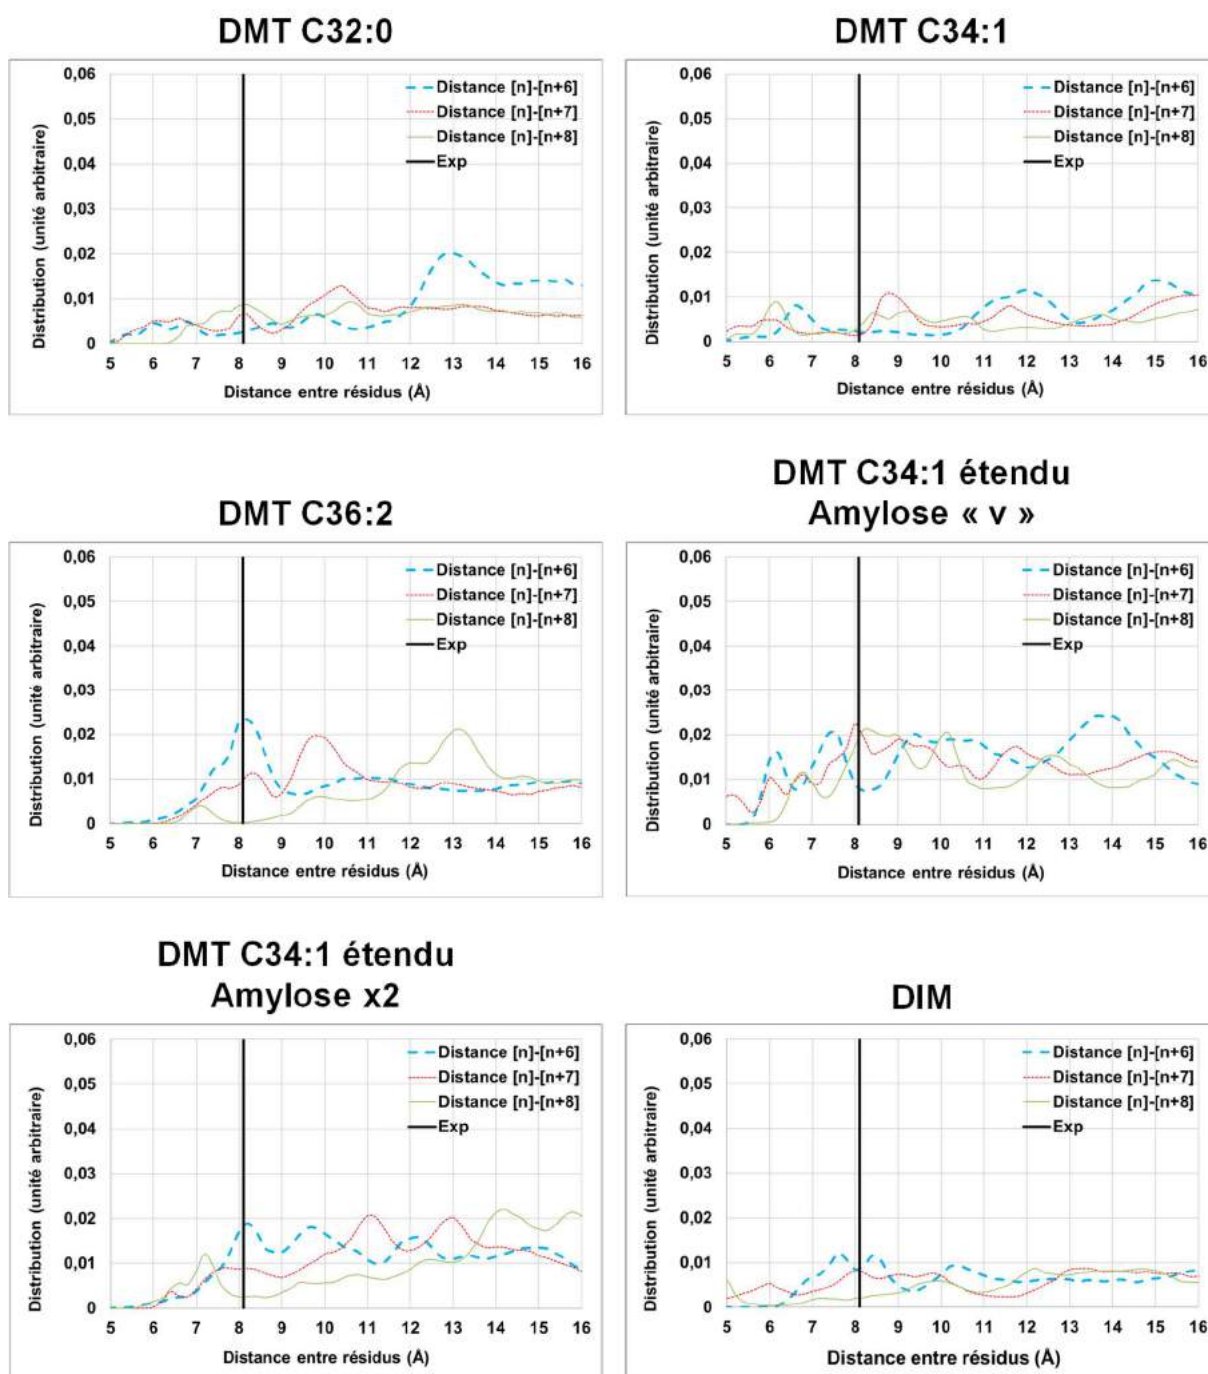 DMT C32:0
DMT C34:1
0,06
0,05
0,04
0,03
0,02
0,01
0
Distribution (unité arbitraire)
Distance [n]-[n+6]
Distance [n]-[n+7]
Distance [n]-[n+8]
Exp
5 6 7 8 9 10 11 12 13 14 15 16
Distance entre résidus (Å)
0,06
0,05
0,04
0,03
0,02
0,01
0
Distribution (unité arbitraire)
Distance [n]-[n+6]
Distance [n]-[n+7]
Distance [n]-[n+8]
Exp
5 6 7 8 9 10 11 12 13 14 15 16
Distance entre résidus (Å)
DMT C36:2
DMT C34:1 étendu
Amylose « v »
0,06
0,05
0,04
0,03
0,02
0,01
0
Distribution (unité arbitraire)
Distance [n]-[n+6]
Distance [n]-[n+7]
Distance [n]-[n+8]
Exp
5 6 7 8 9 10 11 12 13 14 15 16
Distance entre résidus (Å)
0,06
0,05
0,04
0,03
0,02
0,01
0
Distribution (unité arbitraire)
Distance [n]-[n+6]
Distance [n]-[n+7]
Distance [n]-[n+8]
Exp
5 6 7 8 9 10 11 12 13 14 15 16
Distance entre résidus (Å)
DMT C34:1 étendu
Amylose x2
DIM
0,06
0,05
0,04
0,03
0,02
0,01
0
Distribution (unité arbitraire)
Distance [n]-[n+6]
Distance [n]-[n+7]
Distance [n]-[n+8]
Exp
5 6 7 8 9 10 11 12 13 14 15 16
Distance entre résidus (Å)
0,06
0,05
0,04
0,03
0,02
0,01
0
Distribution (unité arbitraire)
Distance [n]-[n+6]
Distance [n]-[n+7]
Distance [n]-[n+8]
Exp
5 6 7 8 9 10 11 12 13 14 15 16
Distance entre résidus (Å)